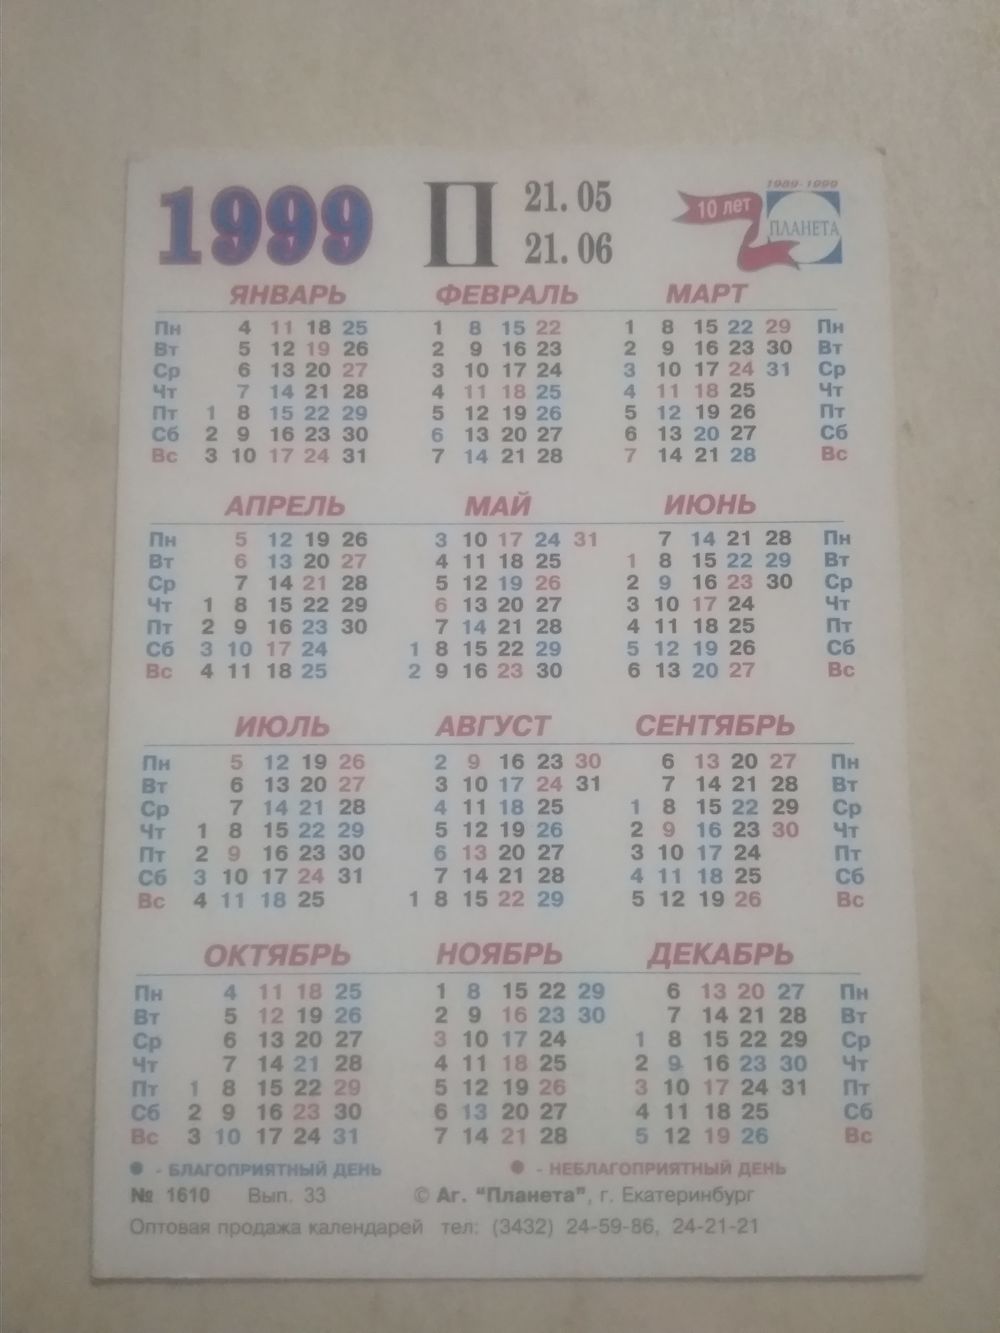 1999 П 21.05
21.06
1989-1999
10 лет
ПЛАНЕТА
ЯНВАРЬ ФЕВРАЛЬ МАРТ
Пн 4 11 18 25 1 8 15 22 1 8 15 22 29 Пн
Вт 5 12 19 26 2 9 16 23 2 9 16 23 30 Вт
Ср 6 13 20 27 3 10 17 24 3 10 17 24 31 Ср
Чт 7 14 21 28 4 11 18 25 4 11 18 25 Чт
Пт 1 8 15 22 29 5 12 19 26 5 12 19 26 Пт
Сб 2 9 16 23 30 6 13 20 27 6 13 20 27 Сб
Вс 3 10 17 24 31 7 14 21 28 7 14 21 28 Вс
АПРЕЛЬ МАЙ ИЮНЬ
Пн 5 12 19 26 3 10 17 24 31 7 14 21 28 Пн
Вт 6 13 20 27 4 11 18 25 1 8 15 22 29 Вт
Ср 7 14 21 28 5 12 19 26 2 9 16 23 30 Ср
Чт 1 8 15 22 29 6 13 20 27 3 10 17 24 Чт
Пт 2 9 16 23 30 7 14 21 28 4 11 18 25 Пт
Сб 3 10 17 24 1 8 15 22 29 5 12 19 26 Сб
Вс 4 11 18 25 2 9 16 23 30 6 13 20 27 Вс
ИЮЛЬ АВГУСТ СЕНТЯБРЬ
Пн 5 12 19 26 2 9 16 23 30 6 13 20 27 Пн
Вт 6 13 20 27 3 10 17 24 31 7 14 21 28 Вт
Ср 7 14 21 28 4 11 18 25 1 8 15 22 29 Ср
Чт 1 8 15 22 29 5 12 19 26 2 9 16 23 30 Чт
Пт 2 9 16 23 30 6 13 20 27 3 10 17 24 Пт
Сб 3 10 17 24 31 7 14 21 28 4 11 18 25 Сб
Вс 4 11 18 25 1 8 15 22 29 5 12 19 26 Вс
ОКТЯБРЬ НОЯБРЬ ДЕКАБРЬ
Пн 4 11 18 25 1 8 15 22 29 6 13 20 27 Пн
Вт 5 12 19 26 2 9 16 23 30 7 14 21 28 Вт
Ср 6 13 20 27 3 10 17 24 1 8 15 22 29 Ср
Чт 7 14 21 28 4 11 18 25 2 9 16 23 30 Чт
Пт 1 8 15 22 29 5 12 19 26 3 10 17 24 31 Пт
Сб 2 9 16 23 30 6 13 20 27 4 11 18 25 Сб
Вс 3 10 17 24 31 7 14 21 28 5 12 19 26 Вс
- БЛАГОПРИЯТНЫЙ ДЕНЬ - НЕБЛАГОПРИЯТНЫЙ ДЕНЬ
№ 1610 Вып. 33 © Аг. "Планета", г. Екатеринбург
Оптовая продажа календарей тел: (3432) 24-59-86, 24-21-21